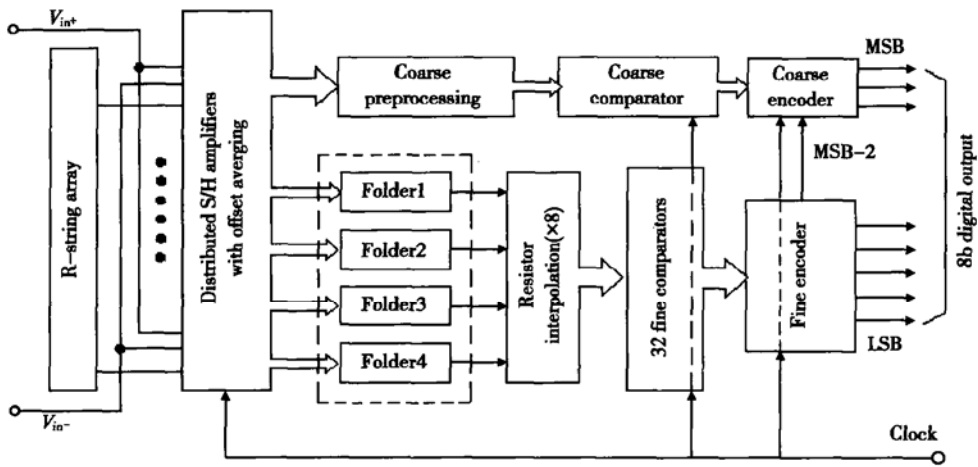 Vin+
R-string array
Distributed S/H amplifiers
with offset averging
Coarse
preprocessing
Coarse
comparator
Coarse
encoder
MSB
MSB-2
Folder1
Folder2
Folder3
Folder4
Resistor
interpolation(×8)
32 fine comparators
Fine encoder
LSB
8b digital output
Vin-
Clock